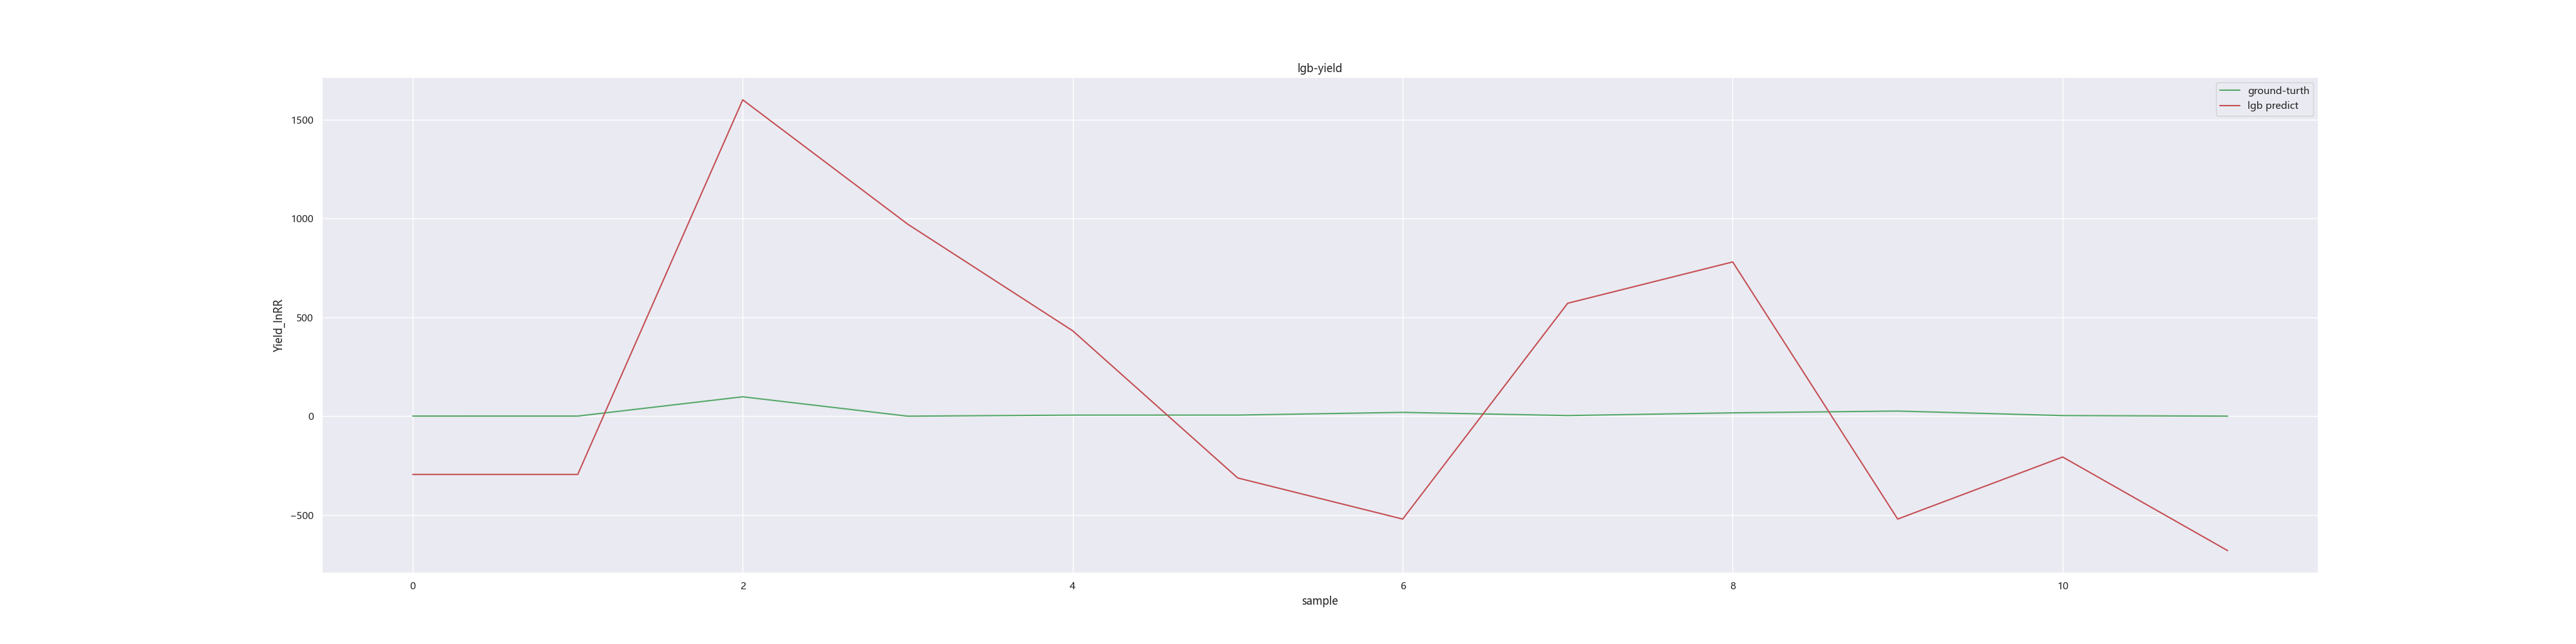 lgb-yield
ground-turth
lgb predict
1500
1000
500
0
−500
Yield_lnRR
0 2 4 6 8 10
sample